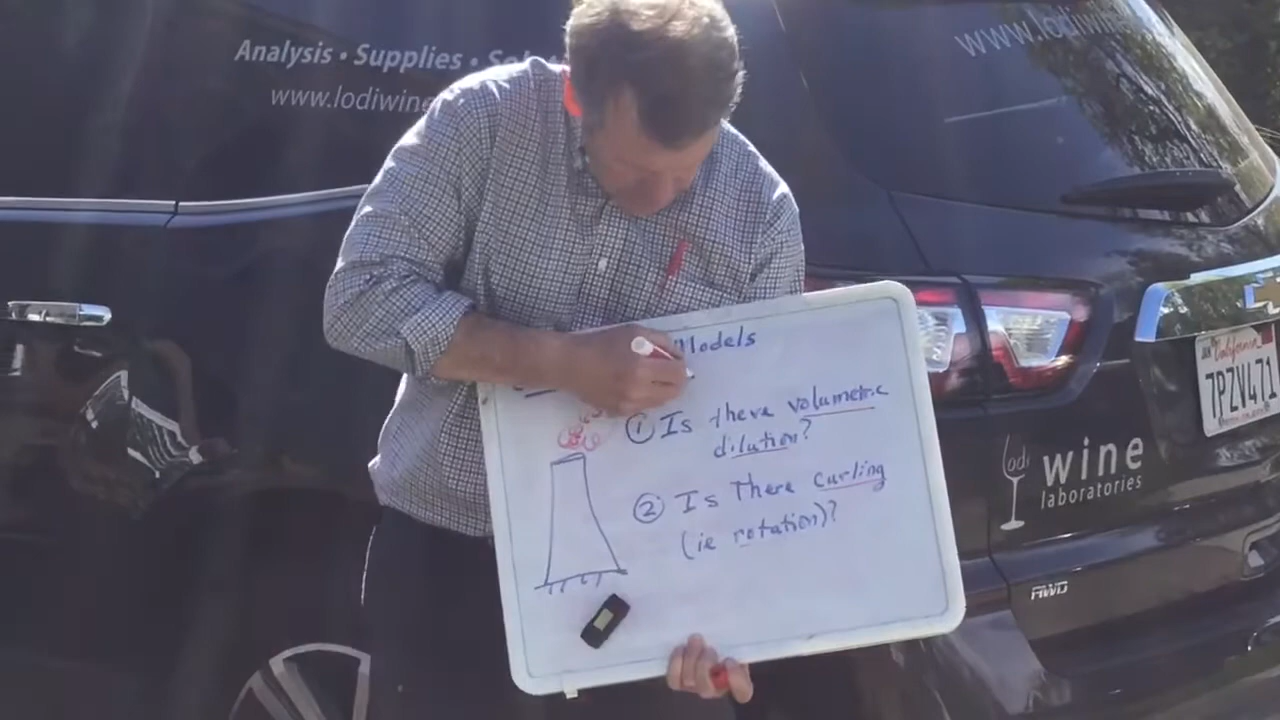 Analysis • Supplies •
www.lodiwine
www.lodiwi
Models
① Is there volumetric
dilution?
② Is There curling
(ie rotation)?
California
7PZV471
Lodi
wine
laboratories
AWD